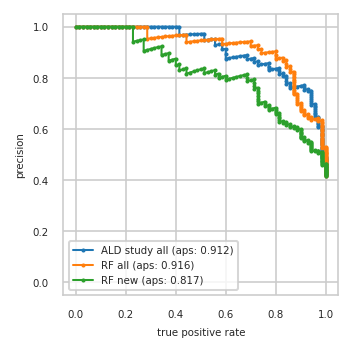 1.0
0.8
0.6
0.4
0.2
0.0
precision
ALD study all (aps: 0.912)
RF all (aps: 0.916)
RF new (aps: 0.817)
0.0 0.2 0.4 0.6 0.8 1.0
true positive rate